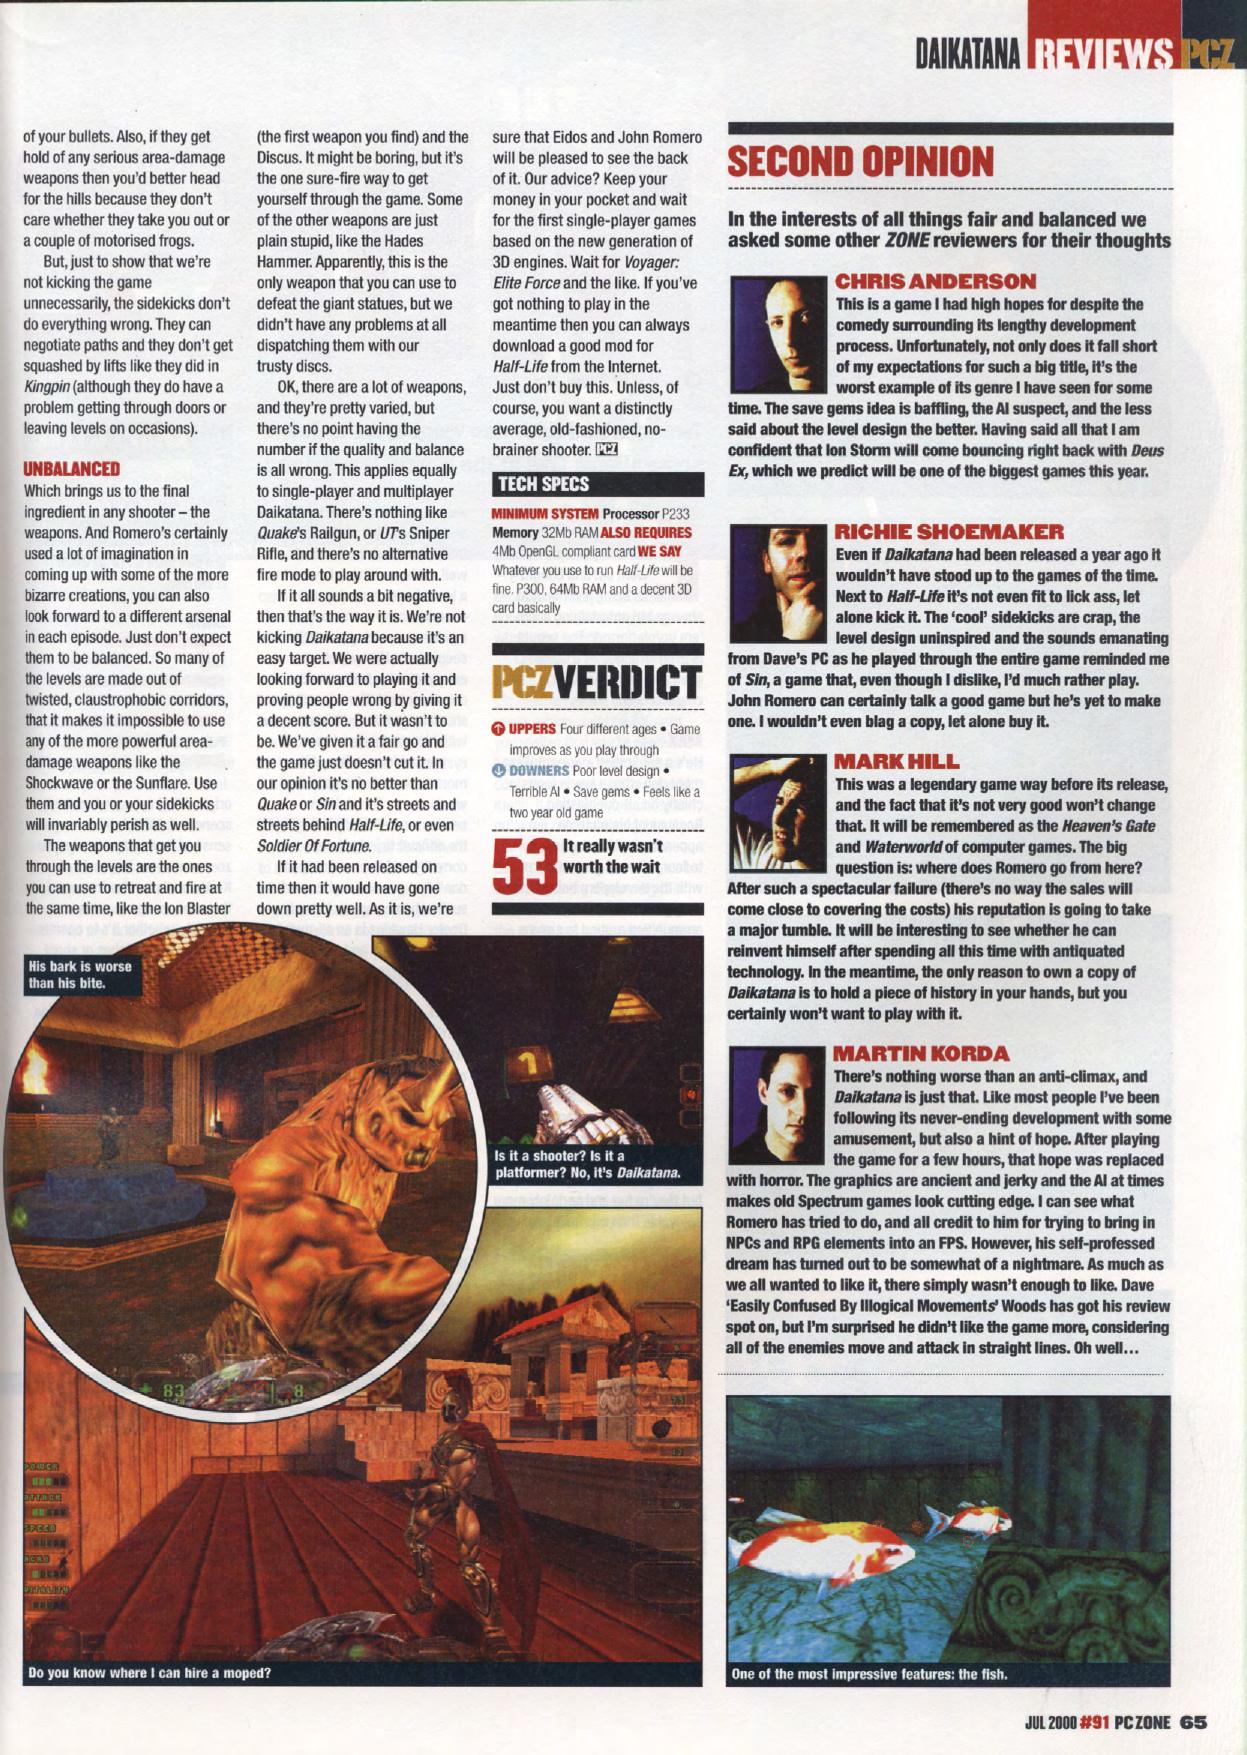 DAIKATANA REVIEWS PCZ
of your bullets. Also, if they get
hold of any serious area-damage
weapons then you'd better head
for the hills because they don't
care whether they take you out or
a couple of motorised frogs.
But, just to show that we're
not kicking the game
unnecessarily, the sidekicks don't
do everything wrong. They can
negotiate paths and they don't get
squashed by lifts like they did in
Kingpin (although they do have a
problem getting through doors or
leaving levels on occasions).
UNBALANCED
Which brings us to the final
ingredient in any shooter – the
weapons. And Romero's certainly
used a lot of imagination in
coming up with some of the more
bizarre creations, you can also
look forward to a different arsenal
in each episode. Just don't expect
them to be balanced. So many of
the levels are made out of
twisted, claustrophobic corridors,
that it makes it impossible to use
any of the more powerful area-
damage weapons like the
Shockwave or the Sunflare. Use
them and you or your sidekicks
will invariably perish as well.
The weapons that get you
through the levels are the ones
you can use to retreat and fire at
the same time, like the Ion Blaster
(the first weapon you find) and the
Discus. It might be boring, but it's
the one sure-fire way to get
yourself through the game. Some
of the other weapons are just
plain stupid, like the Hades
Hammer. Apparently, this is the
only weapon that you can use to
defeat the giant statues, but we
didn't have any problems at all
dispatching them with our
trusty discs.
OK, there are a lot of weapons,
and they're pretty varied, but
there's no point having the
number if the quality and balance
is all wrong. This applies equally
to single-player and multiplayer
Daikatana. There's nothing like
Quake's Railgun, or UT's Sniper
Rifle, and there's no alternative
fire mode to play around with.
If it all sounds a bit negative,
then that's the way it is. We're not
kicking Daikatana because it's an
easy target. We were actually
looking forward to playing it and
proving people wrong by giving it
a decent score. But it wasn't to
be. We've given it a fair go and
the game just doesn't cut it. In
our opinion it's no better than
Quake or Sin and it's streets and
streets behind Half-Life, or even
Soldier Of Fortune.
If it had been released on
time then it would have gone
down pretty well. As it is, we're
sure that Eidos and John Romero
will be pleased to see the back
of it. Our advice? Keep your
money in your pocket and wait
for the first single-player games
based on the new generation of
3D engines. Wait for Voyager:
Elite Force and the like. If you've
got nothing to play in the
meantime then you can always
download a good mod for
Half-Life from the Internet.
Just don't buy this. Unless, of
course, you want a distinctly
average, old-fashioned, no-
brainer shooter. PCZ
TECH SPECS
MINIMUM SYSTEM Processor P233
Memory 32Mb RAM ALSO REQUIRES
4Mb OpenGL compliant card WE SAY
Whatever you use to run Half-Life will be
fine. P300, 64Mb RAM and a decent 3D
card basically
PCZVERDICT
UPPERS Four different ages • Game
improves as you play through
DOWNERS Poor level design •
Terrible AI • Save gems • Feels like a
two year old game
53 It really wasn't
worth the wait
SECOND OPINION
In the interests of all things fair and balanced we
asked some other ZONE reviewers for their thoughts
CHRIS ANDERSON
This is a game I had high hopes for despite the
comedy surrounding its lengthy development
process. Unfortunately, not only does it fall short
of my expectations for such a big title, it's the
worst example of its genre I have seen for some
time. The save gems idea is baffling, the AI suspect, and the less
said about the level design the better. Having said all that I am
confident that Ion Storm will come bouncing right back with Deus
Ex, which we predict will be one of the biggest games this year.
RICHIE SHOEMAKER
Even if Daikatana had been released a year ago it
wouldn't have stood up to the games of the time.
Next to Half-Life it's not even fit to lick ass, let
alone kick it. The 'cool' sidekicks are crap, the
level design uninspired and the sounds emanating
from Dave's PC as he played through the entire game reminded me
of Sin, a game that, even though I dislike, I'd much rather play.
John Romero can certainly talk a good game but he's yet to make
one. I wouldn't even blag a copy, let alone buy it.
MARK HILL
This was a legendary game way before its release,
and the fact that it's not very good won't change
that. It will be remembered as the Heaven's Gate
and Waterworld of computer games. The big
question is: where does Romero go from here?
After such a spectacular failure (there's no way the sales will
come close to covering the costs) his reputation is going to take
a major tumble. It will be interesting to see whether he can
reinvent himself after spending all this time with antiquated
technology. In the meantime, the only reason to own a copy of
Daikatana is to hold a piece of history in your hands, but you
certainly won't want to play with it.
MARTIN KORDA
There's nothing worse than an anti-climax, and
Daikatana is just that. Like most people I've been
following its never-ending development with some
amusement, but also a hint of hope. After playing
the game for a few hours, that hope was replaced
with horror. The graphics are ancient and jerky and the AI at times
makes old Spectrum games look cutting edge. I can see what
Romero has tried to do, and all credit to him for trying to bring in
NPCs and RPG elements into an FPS. However, his self-professed
dream has turned out to be somewhat of a nightmare. As much as
we all wanted to like it, there simply wasn't enough to like. Dave
'Easily Confused By Illogical Movements' Woods has got his review
spot on, but I'm surprised he didn't like the game more, considering
all of the enemies move and attack in straight lines. Oh well...
His bark is worse
than his bite.
83 8
1
Is it a shooter? Is it a
platformer? No, it's Daikatana.
POWER
ATTACK
SPEED
ACRO
VITALITY
Do you know where I can hire a moped?
One of the most impressive features: the fish.
JUL 2000 #91 PC ZONE 65